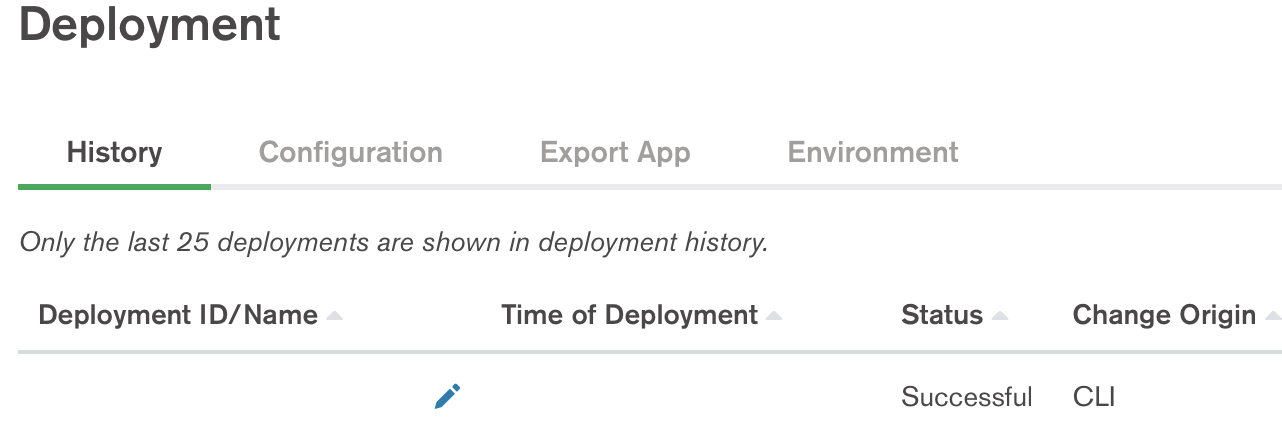 Deployment
History Configuration Export App Environment
Only the last 25 deployments are shown in deployment history.
Deployment ID/Name Time of Deployment Status Change Origin
Successful CLI